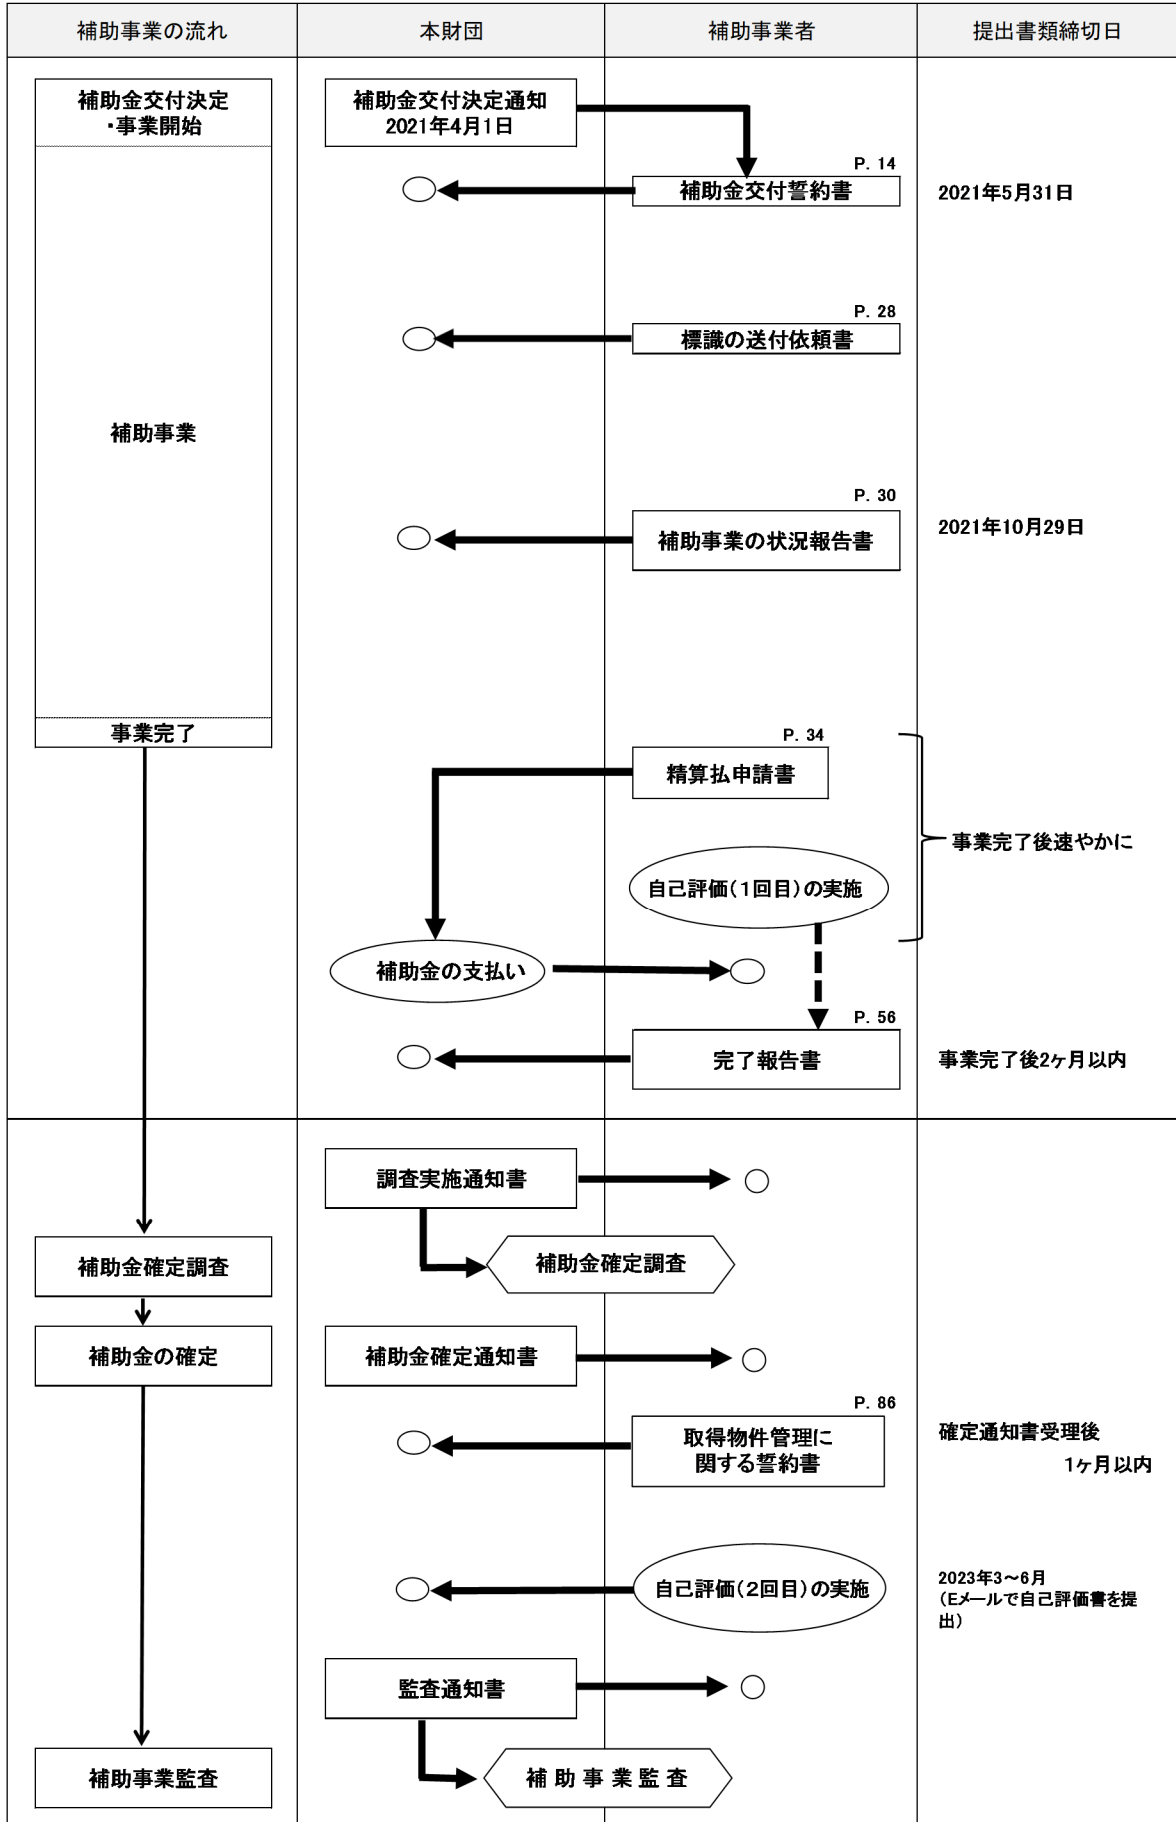 補助事業の流れ
本財団
補助事業者
提出書類締切日
補助金交付決定
・事業開始
補助金交付決定通知
2021年4月1日
P. 14
補助金交付誓約書
2021年5月31日
P. 28
標識の送付依頼書
補助事業
P. 30
補助事業の状況報告書
2021年10月29日
事業完了
P. 34
精算払申請書
事業完了後速やかに
自己評価(1回目)の実施
補助金の支払い
P. 56
完了報告書
事業完了後2ヶ月以内
調査実施通知書
補助金確定調査
補助金確定調査
補助金の確定
補助金確定通知書
P. 86
取得物件管理に
関する誓約書
確定通知書受理後
1ヶ月以内
自己評価(2回目)の実施
2023年3～6月
(Eメールで自己評価書を提
出)
監査通知書
補助事業監査
補 助 事 業 監 査